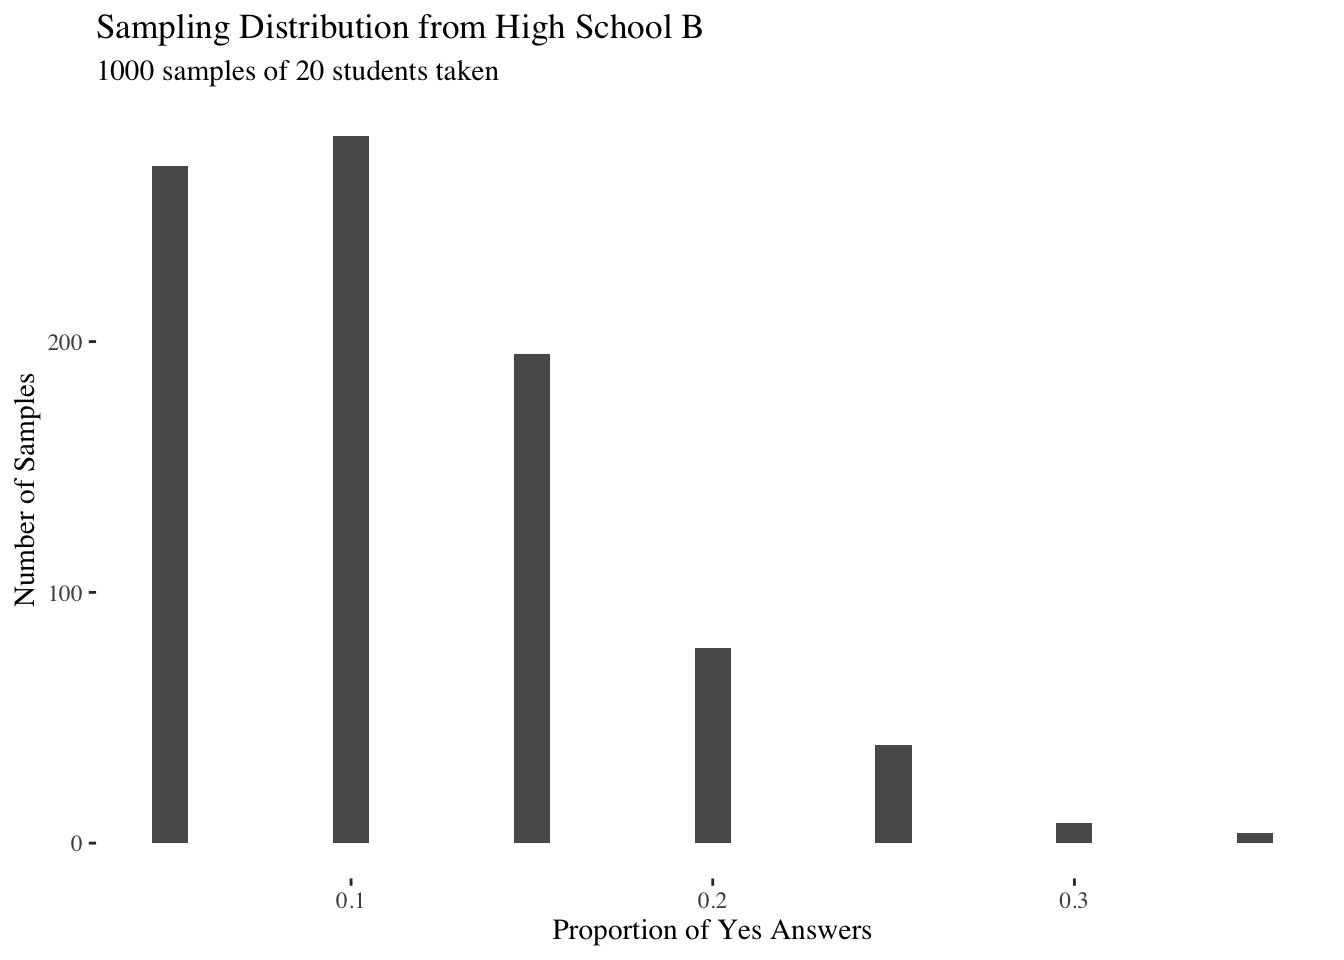 Sampling Distribution from High School B
1000 samples of 20 students taken
Number of Samples
200
100
0
0.1
0.2
0.3
Proportion of Yes Answers